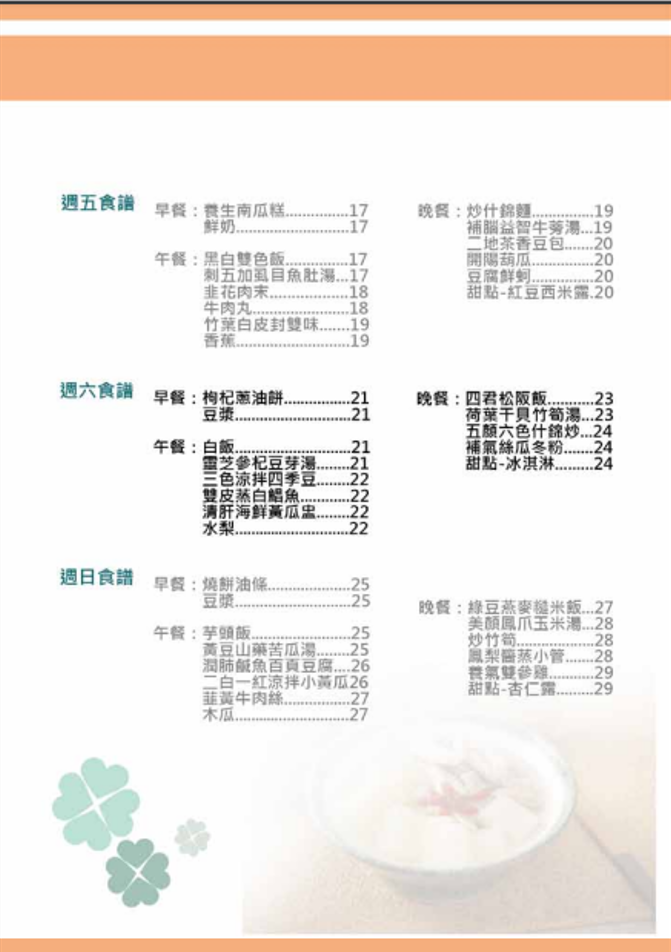 週五食譜
早餐：養生南瓜糕...............17
鮮奶...........................17
午餐：黑白雙色飯...............17
刺五加虱目魚肚湯...17
韭花肉末...................18
牛肉丸.......................18
竹葉白皮封雙味.......19
香蕉...........................19
晚餐：炒什錦麵...............19
補腦益智牛蒡湯...19
二地茶香豆包.......20
開陽葫瓜...............20
豆腐鮮蚵...............20
甜點-紅豆西米露.20
週六食譜
早餐：枸杞蔥油餅................21
豆漿...........................21
午餐：白飯...........................21
靈芝參杞豆芽湯........21
三色涼拌四季豆........22
雙皮蒸白鯧魚............22
清肝海鮮黃瓜盅........22
水梨...........................22
晚餐：四君松阪飯...........23
荷葉干貝竹筍湯...23
五顏六色什錦炒...24
補氣絲瓜冬粉.......24
甜點-冰淇淋.........24
週日食譜
早餐：燒餅油條....................25
豆漿...........................25
午餐：芋頭飯.......................25
黃豆山藥苦瓜湯........25
潤肺鹹魚百頁豆腐....26
二白一紅涼拌小黃瓜26
韮黃牛肉絲................27
木瓜...........................27
晚餐：綠豆燕麥糙米飯...27
美顏鳳爪玉米湯...28
炒竹筍...................28
鳳梨醬蒸小管.......28
養氣雙參雞...........29
甜點-杏仁露.........29